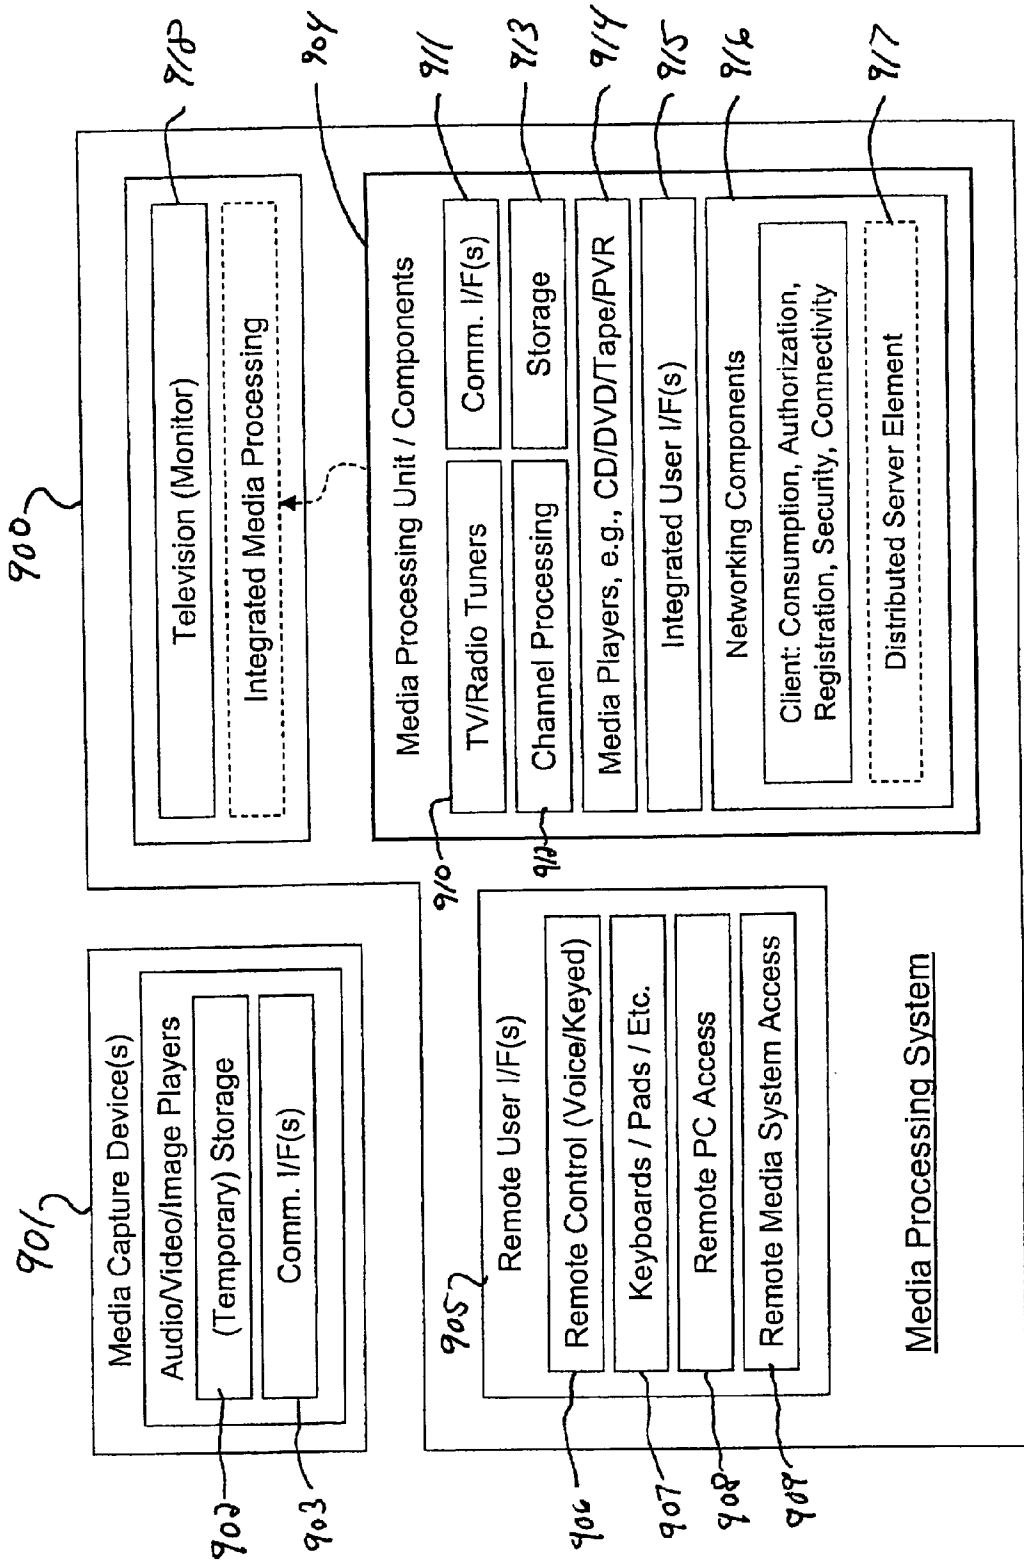 900
901
Media Capture Device(s)
Audio/Video/Image Players
902
(Temporary) Storage
903
Comm. I/F(s)
918
Television (Monitor)
Integrated Media Processing
904
Media Processing Unit / Components
910
TV/Radio Tuners
Comm. I/F(s)
911
912
Channel Processing
Storage
913
Media Players, e.g., CD/DVD/Tape/PVR
914
Integrated User I/F(s)
915
Networking Components
916
Client: Consumption, Authorization,
Registration, Security, Connectivity
Distributed Server Element
917
905
Remote User I/F(s)
906
Remote Control (Voice/Keyed)
907
Keyboards / Pads / Etc.
908
Remote PC Access
909
Remote Media System Access
Media Processing System